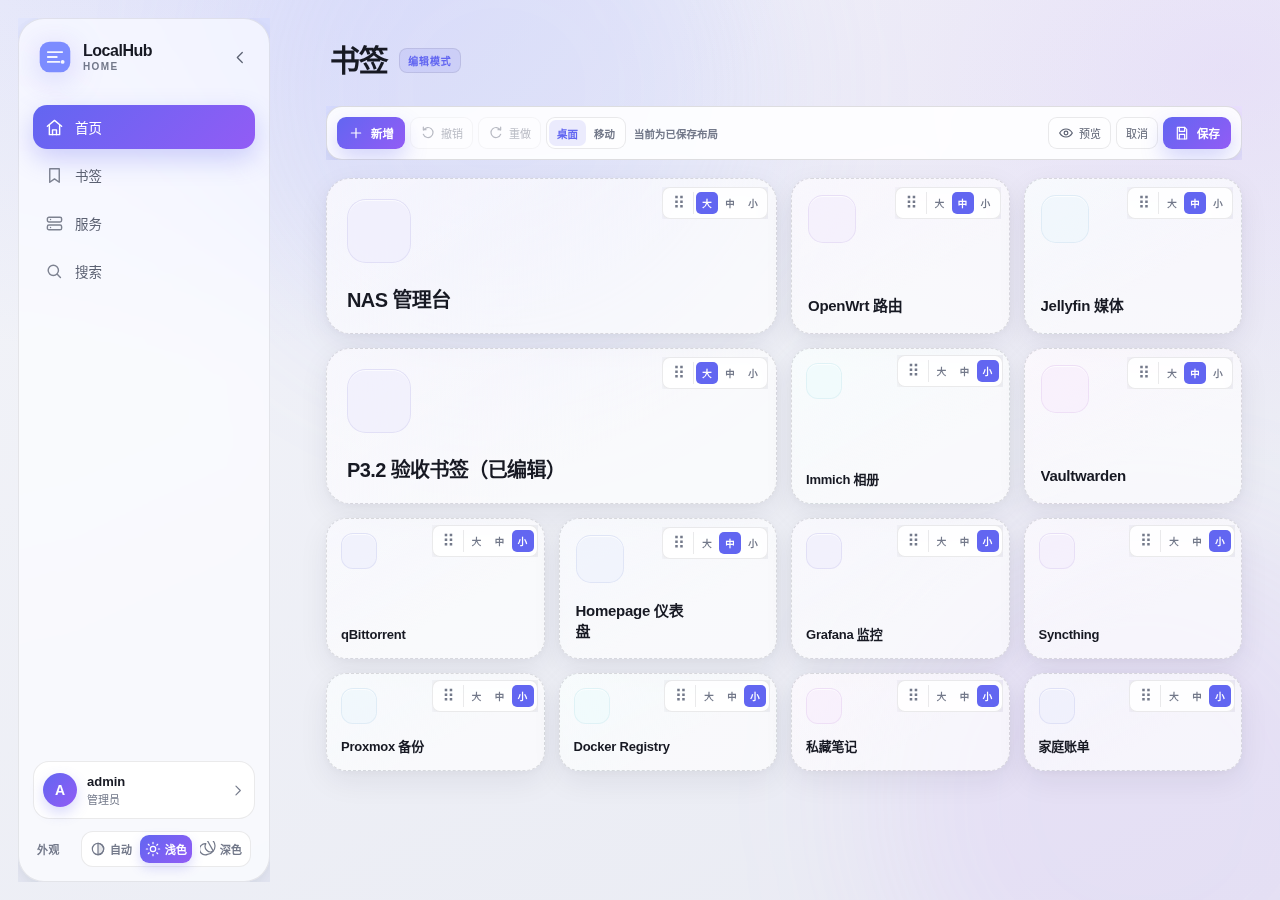 LocalHub
HOME
首页
书签
服务
搜索
A
admin
管理员
外观
自动
浅色
深色
书签
编辑模式
新增
撤销
重做
桌面
移动
当前为已保存布局
预览
取消
保存
大 中 小
NAS 管理台
大 中 小
OpenWrt 路由
大 中 小
Jellyfin 媒体
大 中 小
P3.2 验收书签（已编辑）
大 中 小
Immich 相册
大 中 小
Vaultwarden
大 中 小
qBittorrent
大 中 小
Homepage 仪表
盘
大 中 小
Grafana 监控
大 中 小
Syncthing
大 中 小
Proxmox 备份
大 中 小
Docker Registry
大 中 小
私藏笔记
大 中 小
家庭账单